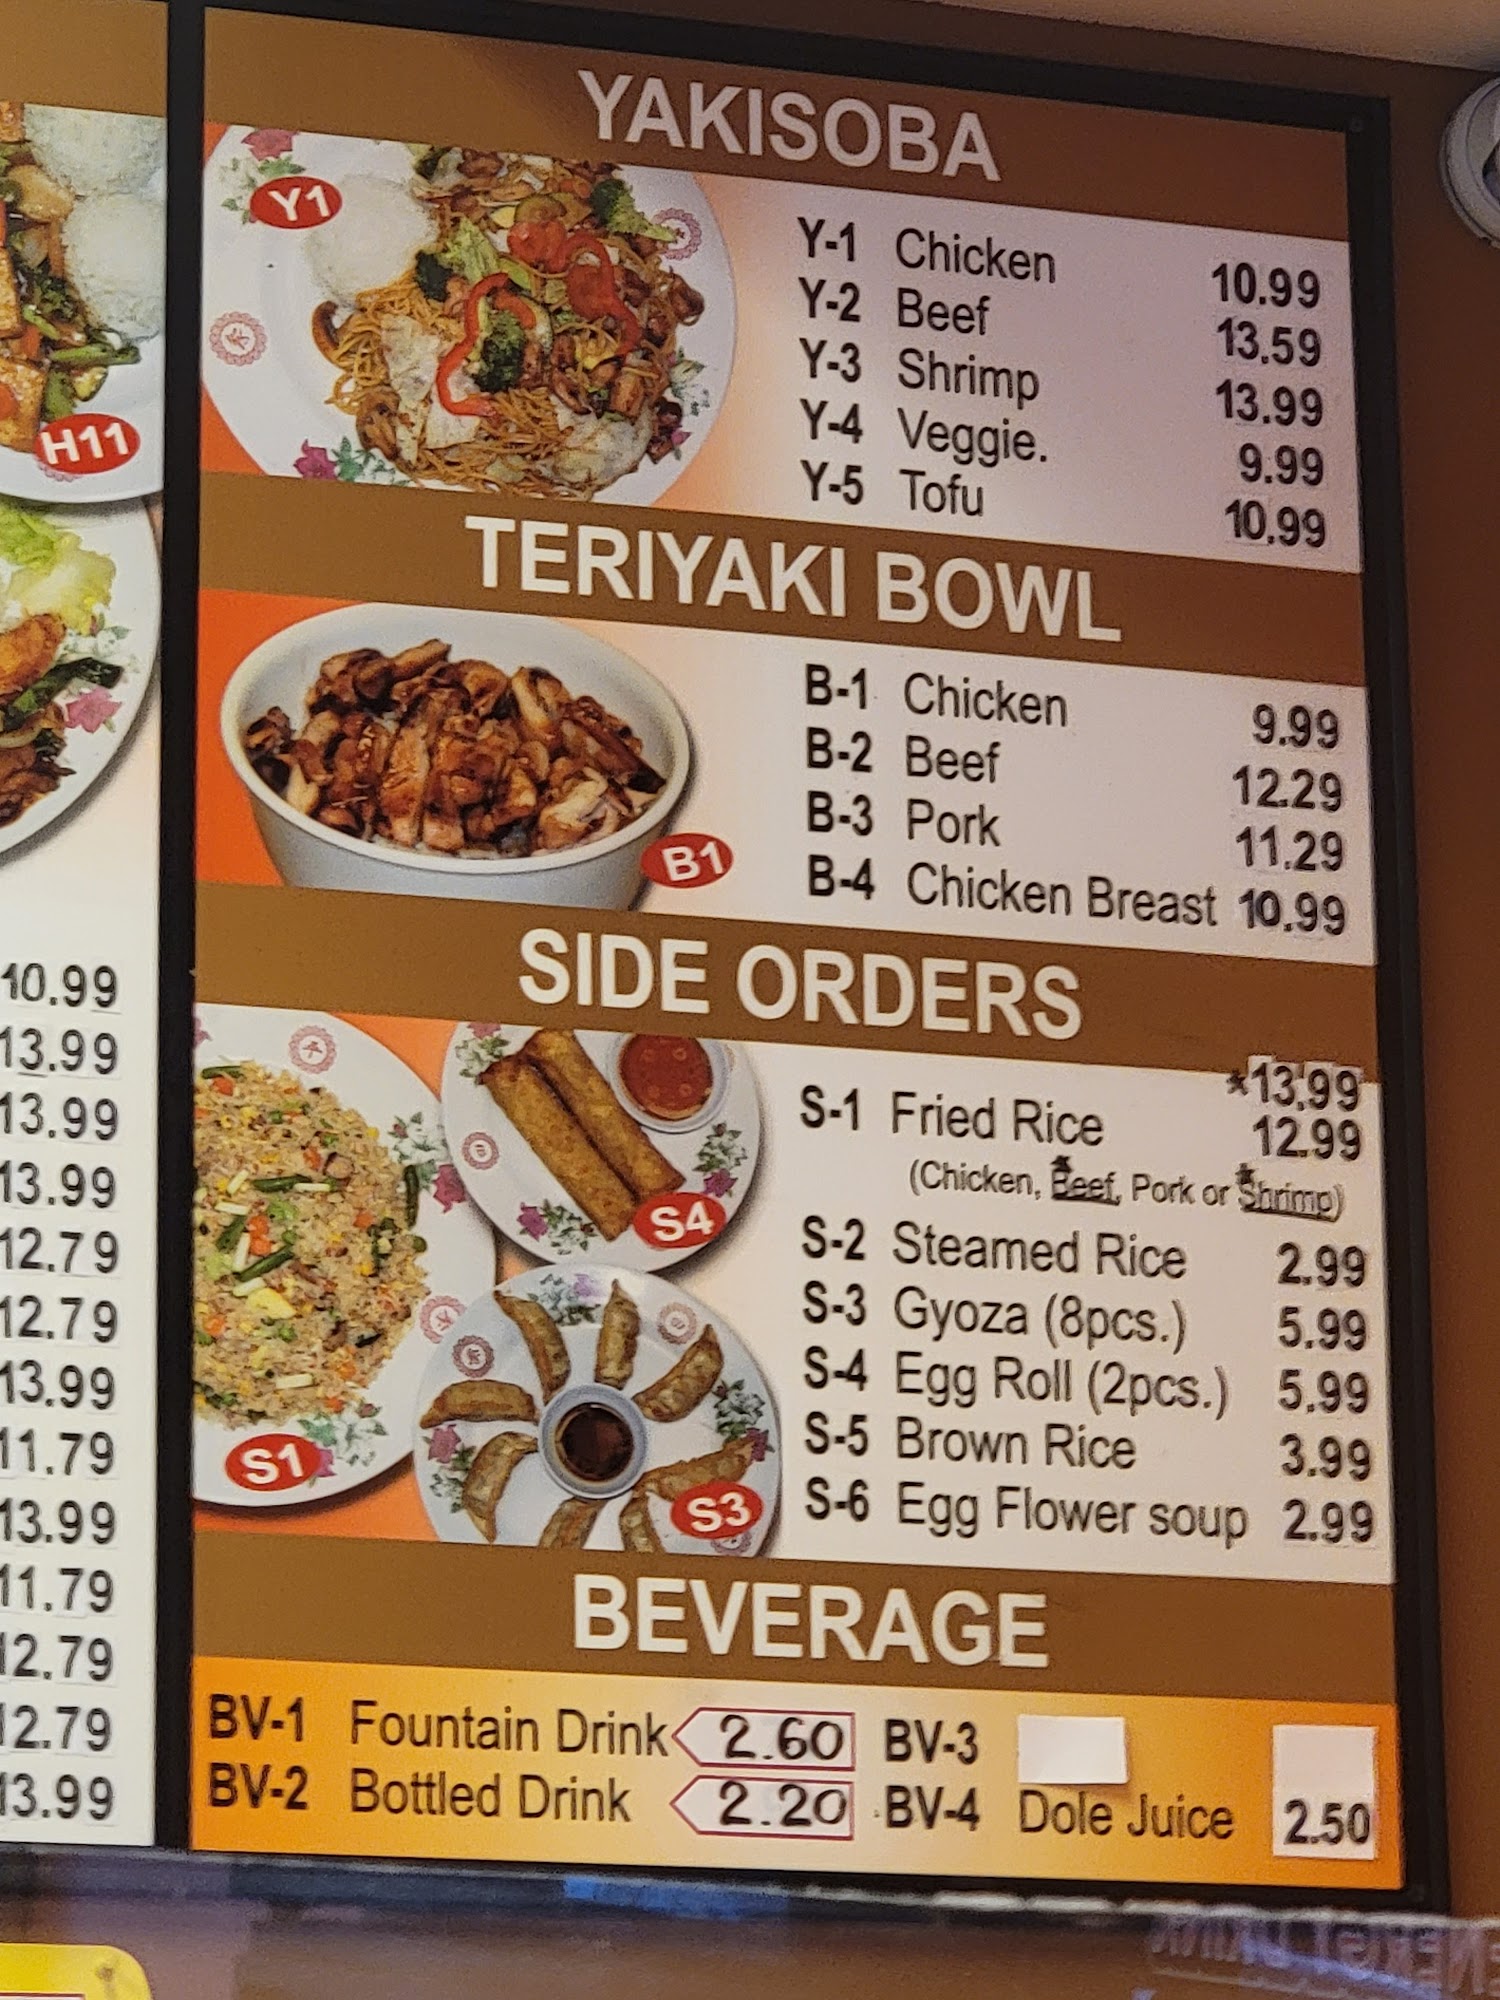 H11
10.99
13.99
13.99
13.99
12.79
12.79
13.99
11.79
13.99
11.79
12.79
12.79
13.99
YAKISOBA
Y1
Y-1 Chicken 10.99
Y-2 Beef 13.59
Y-3 Shrimp 13.99
Y-4 Veggie. 9.99
Y-5 Tofu 10.99
TERIYAKI BOWL
B-1 Chicken 9.99
B-2 Beef 12.29
B-3 Pork 11.29
B-4 Chicken Breast 10.99
B1
SIDE ORDERS
*13.99
S-1 Fried Rice 12.99
(Chicken, *Beef, Pork or *Shrimp)
S-2 Steamed Rice 2.99
S-3 Gyoza (8pcs.) 5.99
S-4 Egg Roll (2pcs.) 5.99
S-5 Brown Rice 3.99
S-6 Egg Flower soup 2.99
S4
S1
S3
BEVERAGE
BV-1 Fountain Drink 2.60 BV-3
BV-2 Bottled Drink 2.20 BV-4 Dole Juice 2.50